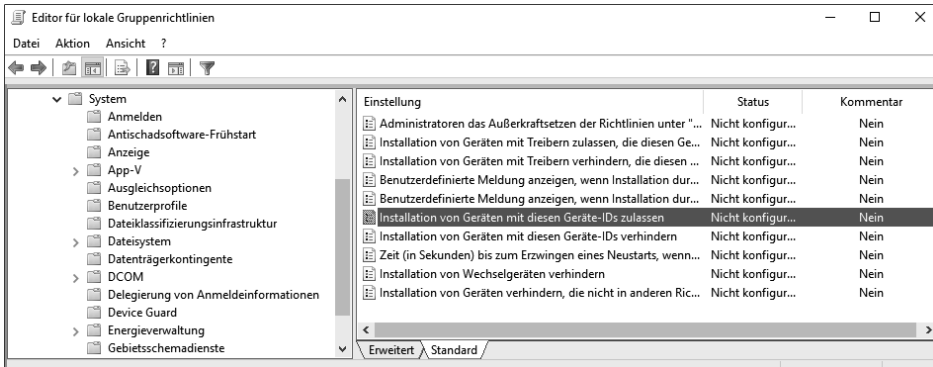 Editor für lokale Gruppenrichtlinien
Datei Aktion Ansicht ?
System
Anmelden
Antischadsoftware-Frühstart
Anzeige
App-V
Ausgleichsoptionen
Benutzerprofile
Dateiklassifizierungsinfrastruktur
Dateisystem
Datenträgerkontingente
DCOM
Delegierung von Anmeldeinformationen
Device Guard
Energieverwaltung
Gebietsschemadienste
Einstellung Status Kommentar
Administratoren das Außerkraftsetzen der Richtlinien unter "... Nicht konfigur... Nein
Installation von Geräten mit Treibern zulassen, die diesen Ge... Nicht konfigur... Nein
Installation von Geräten mit Treibern verhindern, die diesen ... Nicht konfigur... Nein
Benutzerdefinierte Meldung anzeigen, wenn Installation dur... Nicht konfigur... Nein
Benutzerdefinierte Meldung anzeigen, wenn Installation dur... Nicht konfigur... Nein
Installation von Geräten mit diesen Geräte-IDs zulassen Nicht konfigur... Nein
Installation von Geräten mit diesen Geräte-IDs verhindern Nicht konfigur... Nein
Zeit (in Sekunden) bis zum Erzwingen eines Neustarts, wenn... Nicht konfigur... Nein
Installation von Wechselgeräten verhindern Nicht konfigur... Nein
Installation von Geräten verhindern, die nicht in anderen Ric... Nicht konfigur... Nein
Erweitert Standard